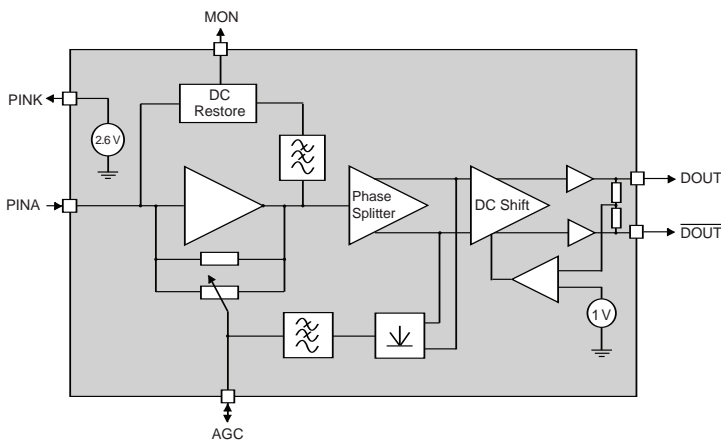 MON
PINK
DC
Restore
2.6 V
PINA
Phase
Splitter
DC Shift
DOUT
DOUT
1 V
AGC